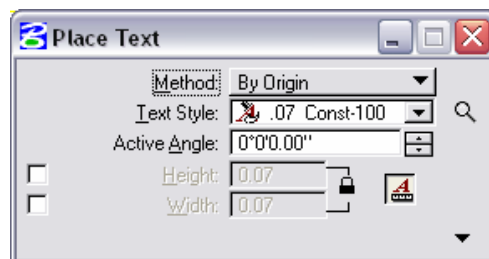 Place Text
Method: By Origin
Text Style: .07 Const-100
Active Angle: 0°0'0.00"
Height: 0.07
Width: 0.07
A